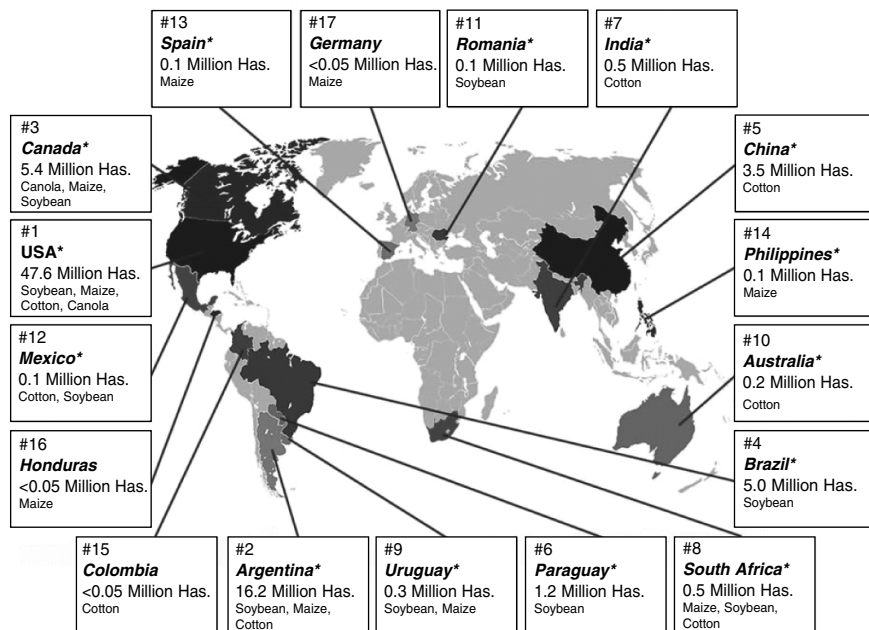 #13
Spain*
0.1 Million Has.
Maize
#17
Germany
<0.05 Million Has.
Maize
#11
Romania*
0.1 Million Has.
Soybean
#7
India*
0.5 Million Has.
Cotton
#3
Canada*
5.4 Million Has.
Canola, Maize,
Soybean
#5
China*
3.5 Million Has.
Cotton
#1
USA*
47.6 Million Has.
Soybean, Maize,
Cotton, Canola
#14
Philippines*
0.1 Million Has.
Maize
#12
Mexico*
0.1 Million Has.
Cotton, Soybean
#10
Australia*
0.2 Million Has.
Cotton
#16
Honduras
<0.05 Million Has.
Maize
#4
Brazil*
5.0 Million Has.
Soybean
#15
Colombia
<0.05 Million Has.
Cotton
#2
Argentina*
16.2 Million Has.
Soybean, Maize,
Cotton
#9
Uruguay*
0.3 Million Has.
Soybean, Maize
#6
Paraguay*
1.2 Million Has.
Soybean
#8
South Africa*
0.5 Million Has.
Maize, Soybean,
Cotton